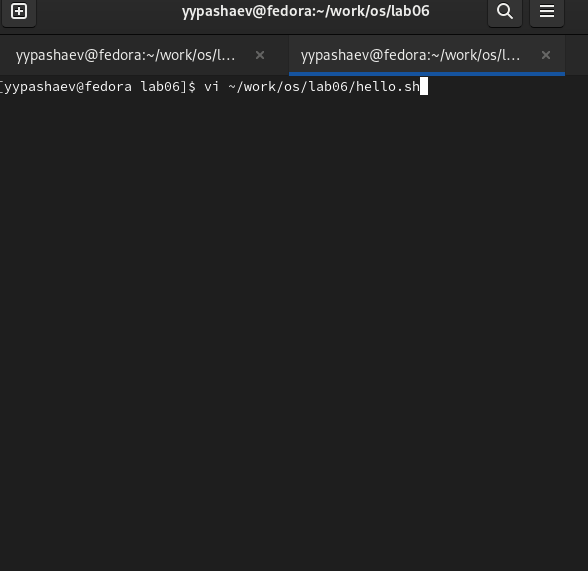 yypashaev@fedora:~/work/os/lab06
yypashaev@fedora:~/work/os/l... × yypashaev@fedora:~/work/os/l... ×
[yypashaev@fedora lab06]$ vi ~/work/os/lab06/hello.sh